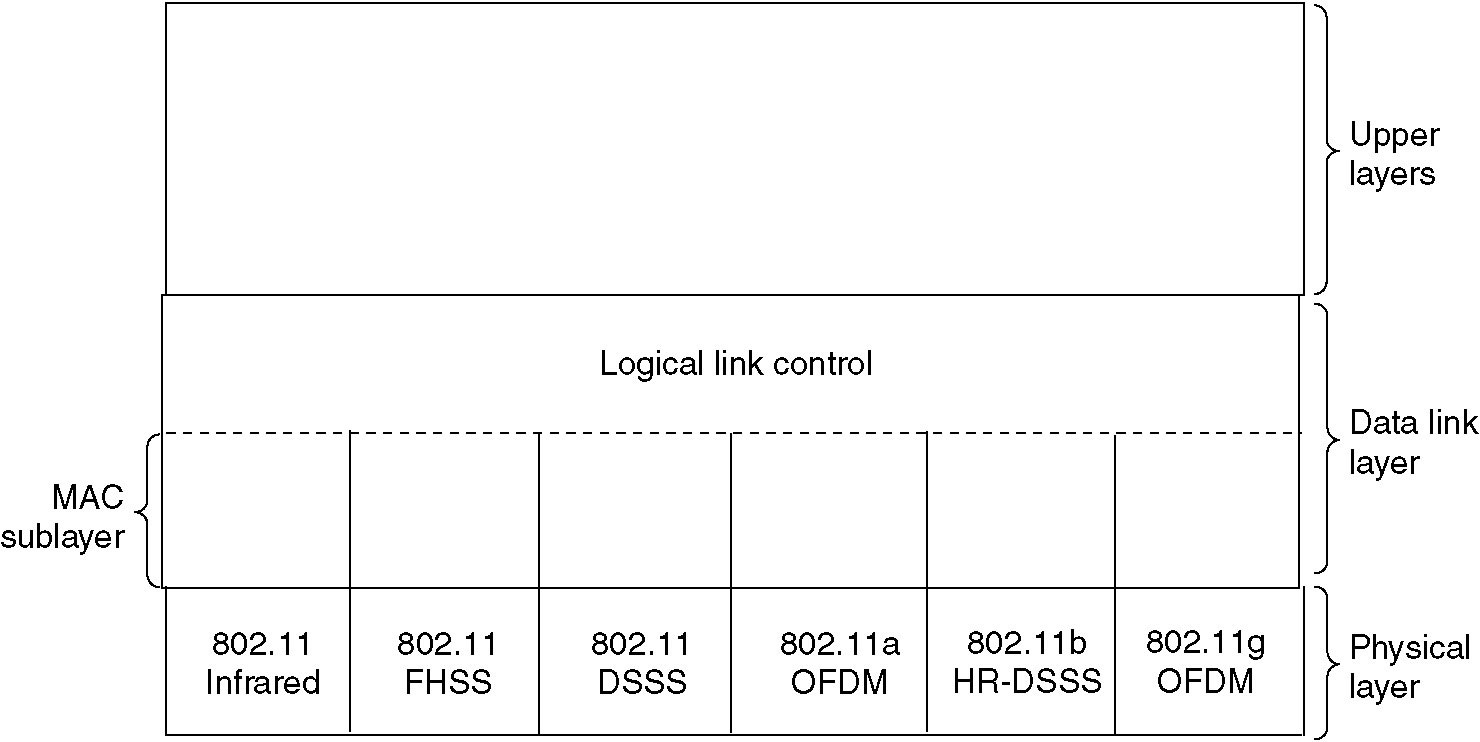 Upper
layers
Logical link control
Data link
layer
MAC
sublayer
802.11
Infrared
802.11
FHSS
802.11
DSSS
802.11a
OFDM
802.11b
HR-DSSS
802.11g
OFDM
Physical
layer